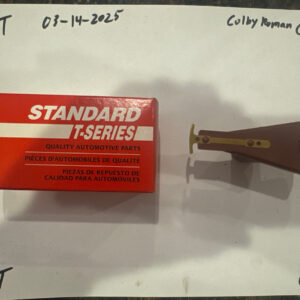 T 03-14-2025 Colby Roman C
STANDARD
T-SERIES
QUALITY AUTOMOTIVE PARTS
PIÈCES D'AUTOMOBILES DE QUALITÉ
PIEZAS DE REPUESTO DE
CALIDAD PARA AUTOMÓVILES
T